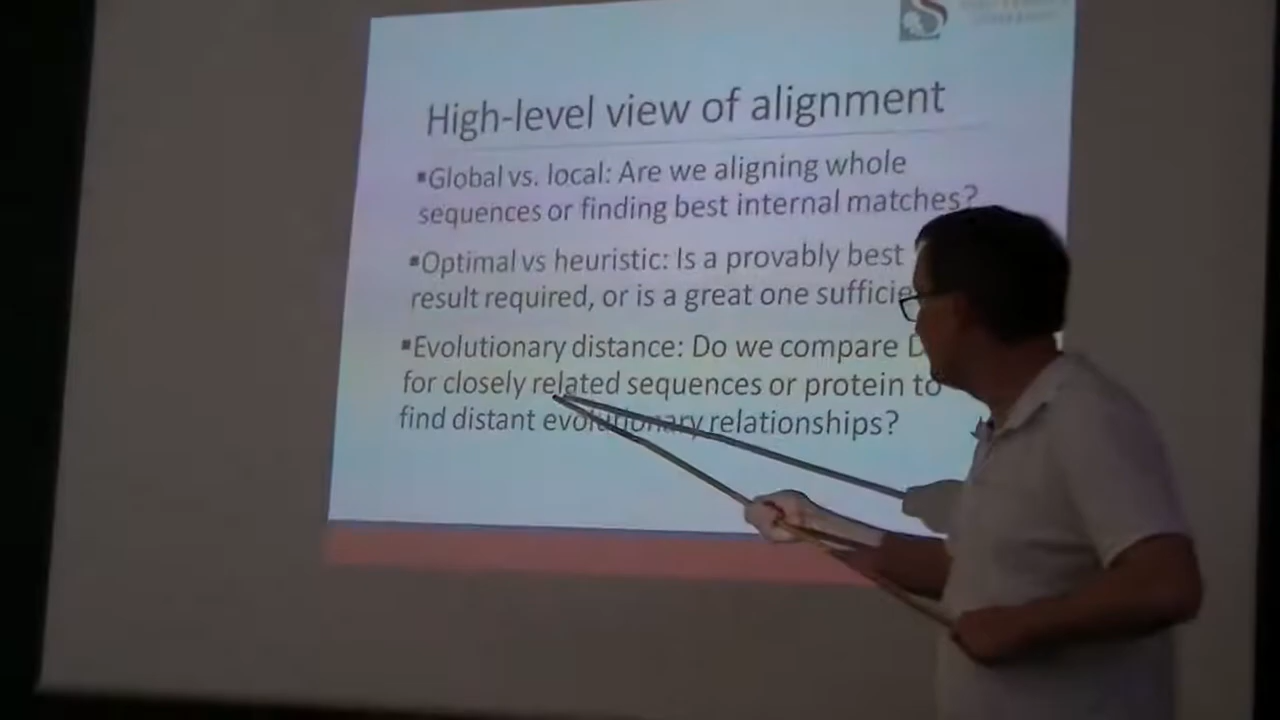 High-level view of alignment
▪Global vs. local: Are we aligning whole
sequences or finding best internal matches?
▪Optimal vs heuristic: Is a provably best
result required, or is a great one
▪Evolutionary distance: Do we compare
for closely related sequences or protein to
find distant evolutionary relationships?